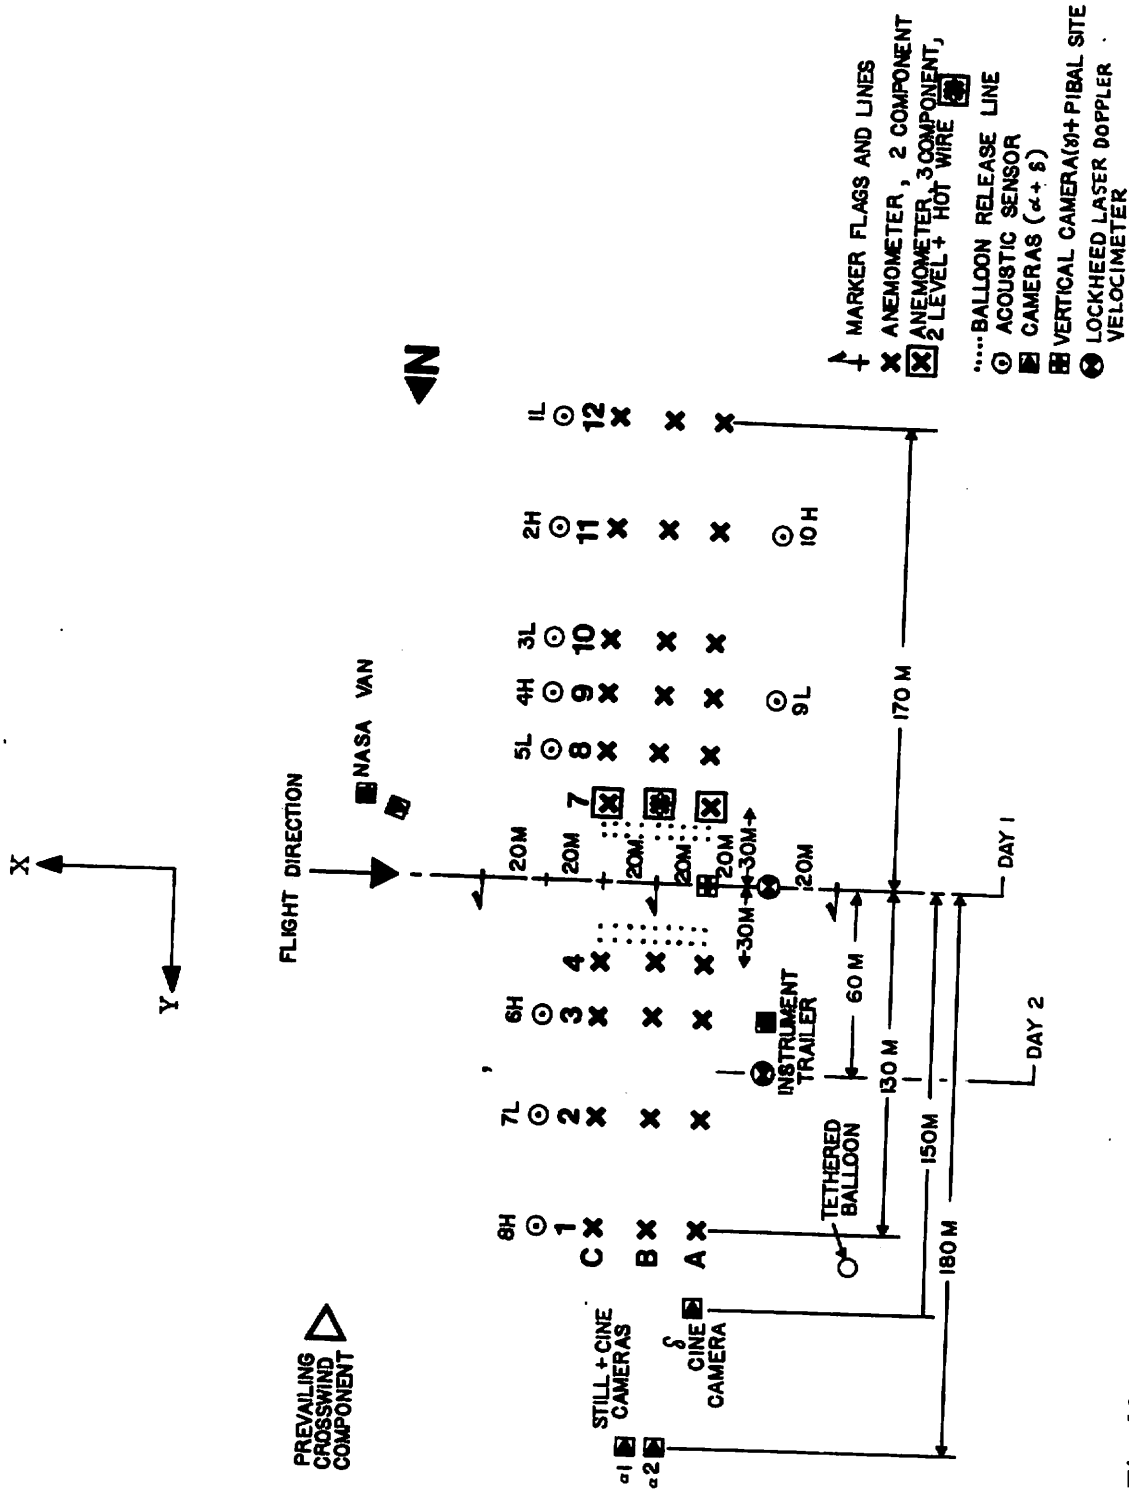 PREVAILING
CROSSWIND
COMPONENT
Y
X
FLIGHT DIRECTION
NASA VAN
N
8H
7L
6H
5L
4H
3L
2H
1L
1
2
3
4
7
8
9
10
11
12
C
B
A
20M
20M
20M
20M
20M
20M
30M
30M
9L
10H
STILL + CINE
CAMERAS
α1
α2
δ
CINE
CAMERA
TETHERED
BALLOON
INSTRUMENT
TRAILER
60 M
130 M
150M
180 M
170 M
DAY 2
DAY 1
MARKER FLAGS AND LINES
ANEMOMETER, 2 COMPONENT
ANEMOMETER, 3 COMPONENT,
2 LEVEL + HOT WIRE
.....BALLOON RELEASE LINE
ACOUSTIC SENSOR
CAMERAS (α + δ)
VERTICAL CAMERA(γ)+ PIBAL SITE
LOCKHEED LASER DOPPLER
VELOCIMETER